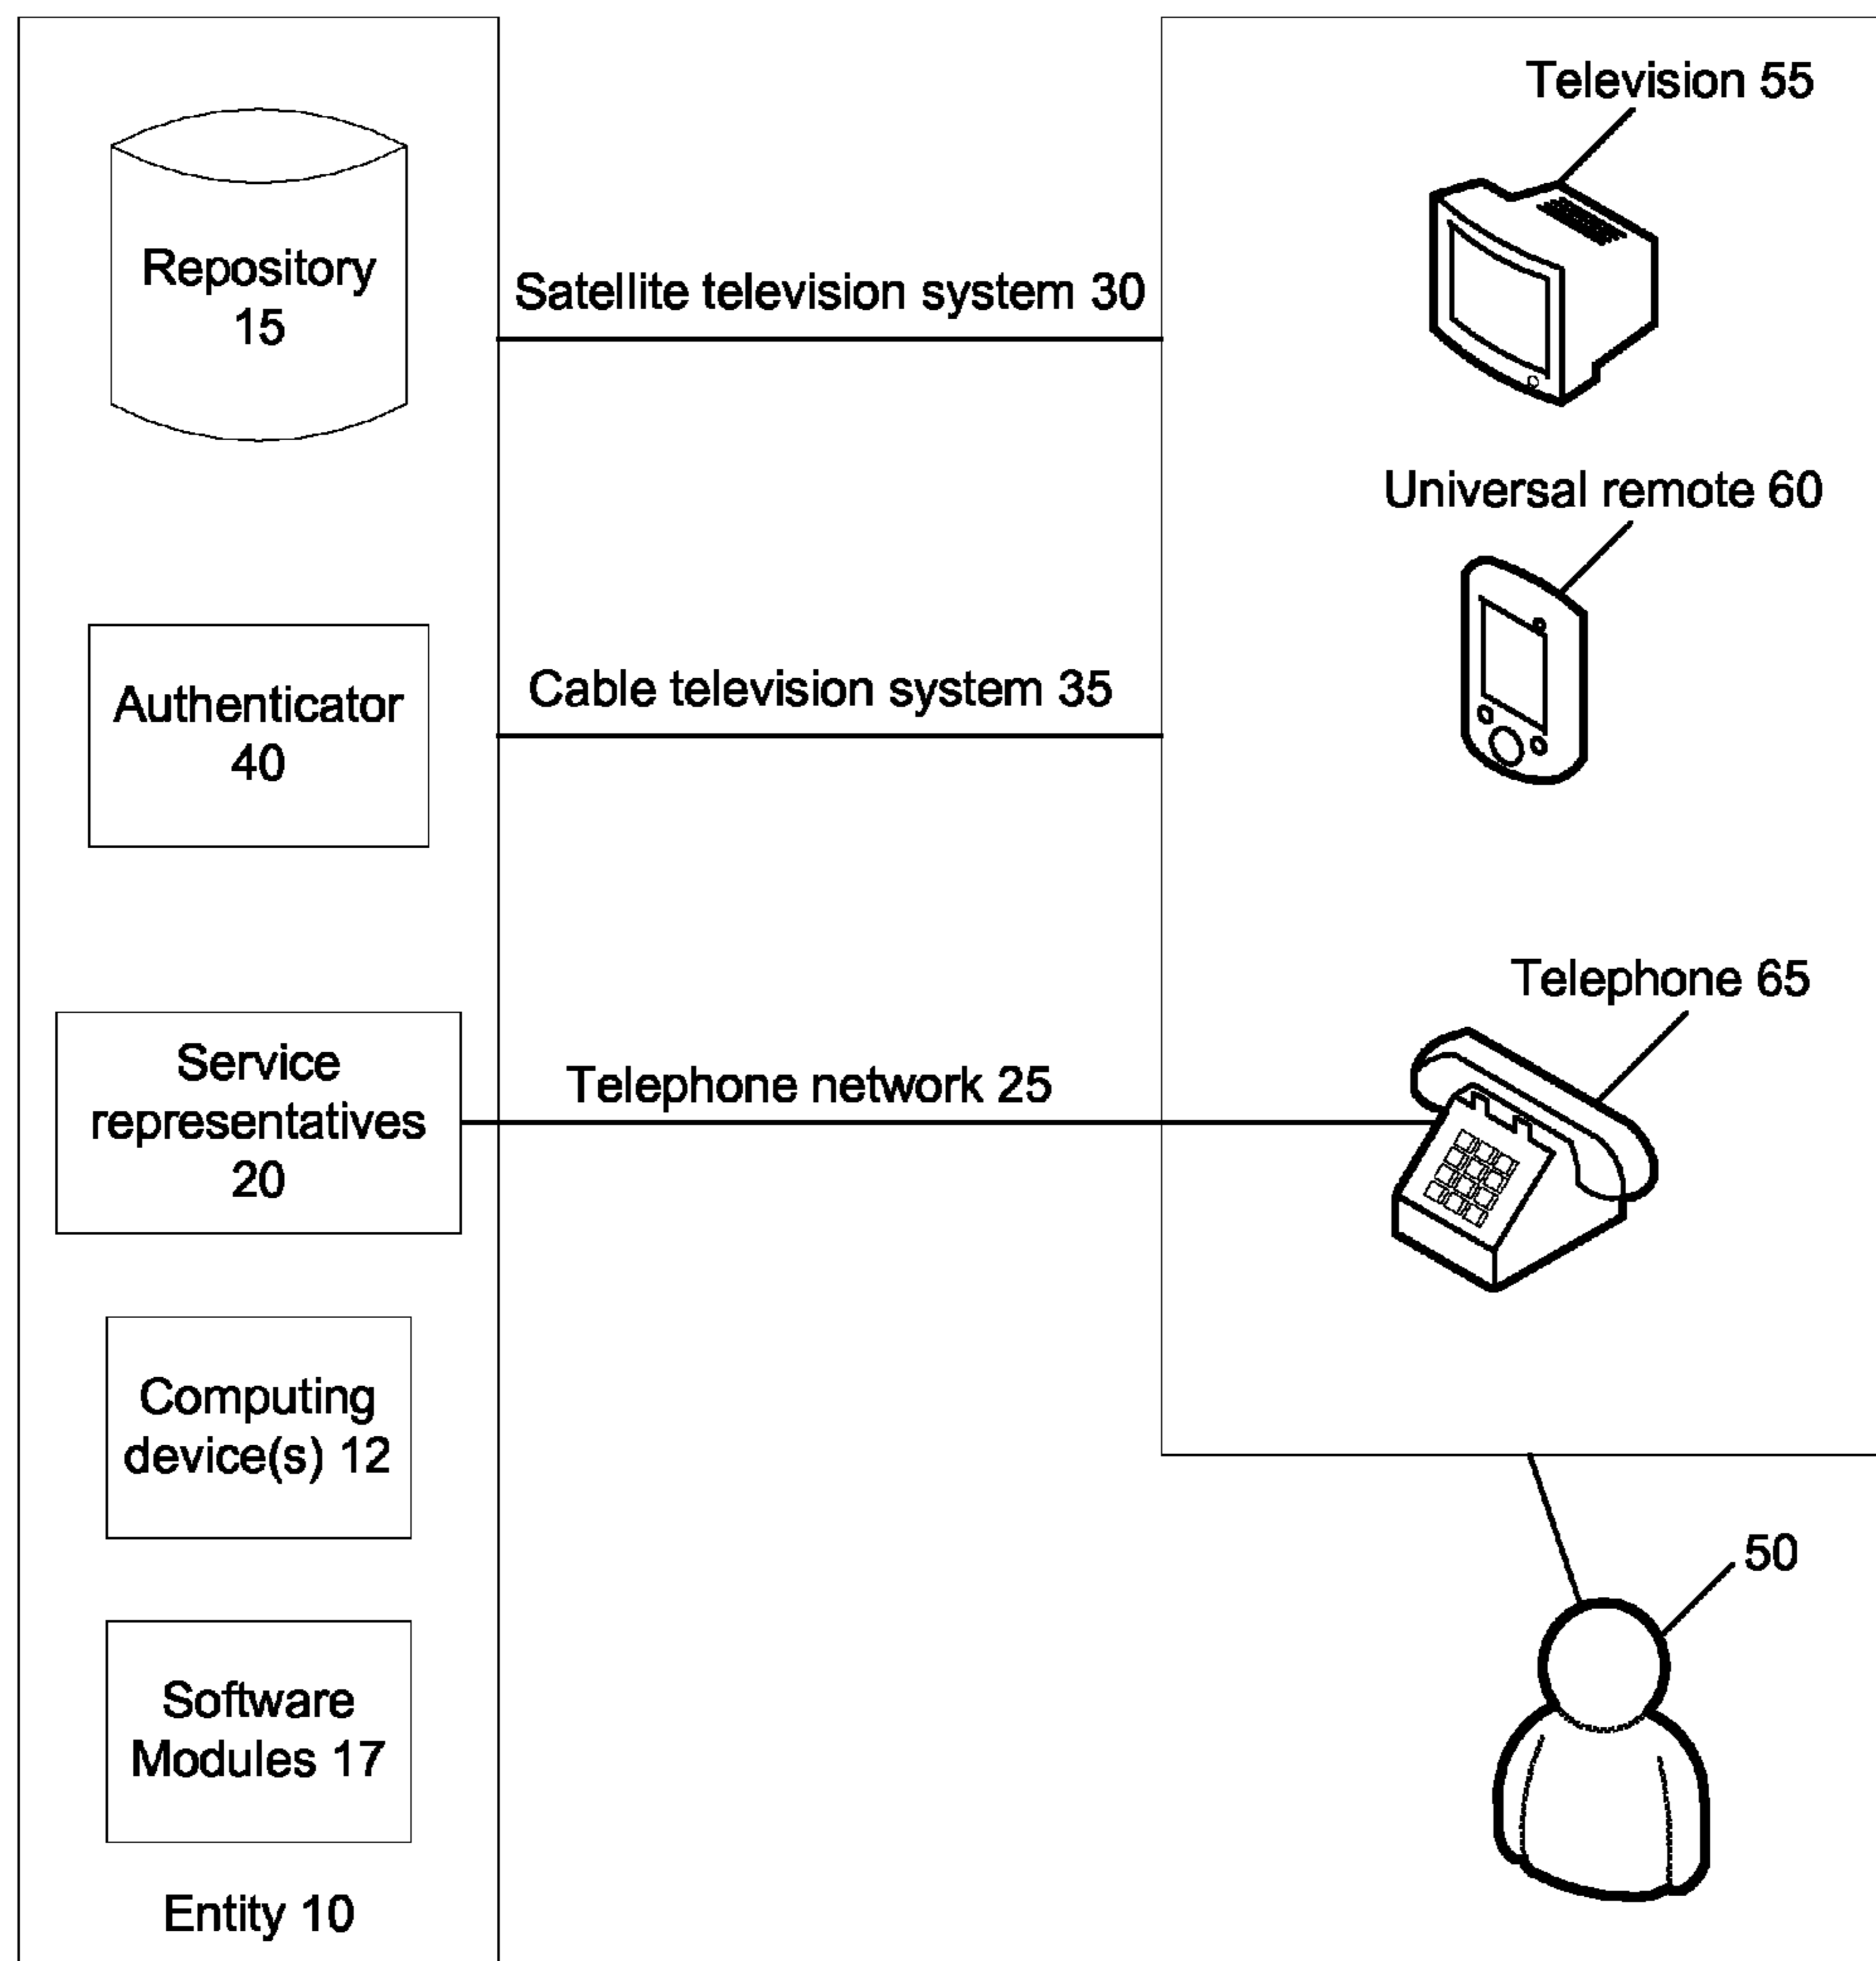 Repository
15
Authenticator
40
Service
representatives
20
Computing
device(s) 12
Software
Modules 17
Entity 10
Satellite television system 30
Cable television system 35
Telephone network 25
Television 55
Universal remote 60
Telephone 65
50